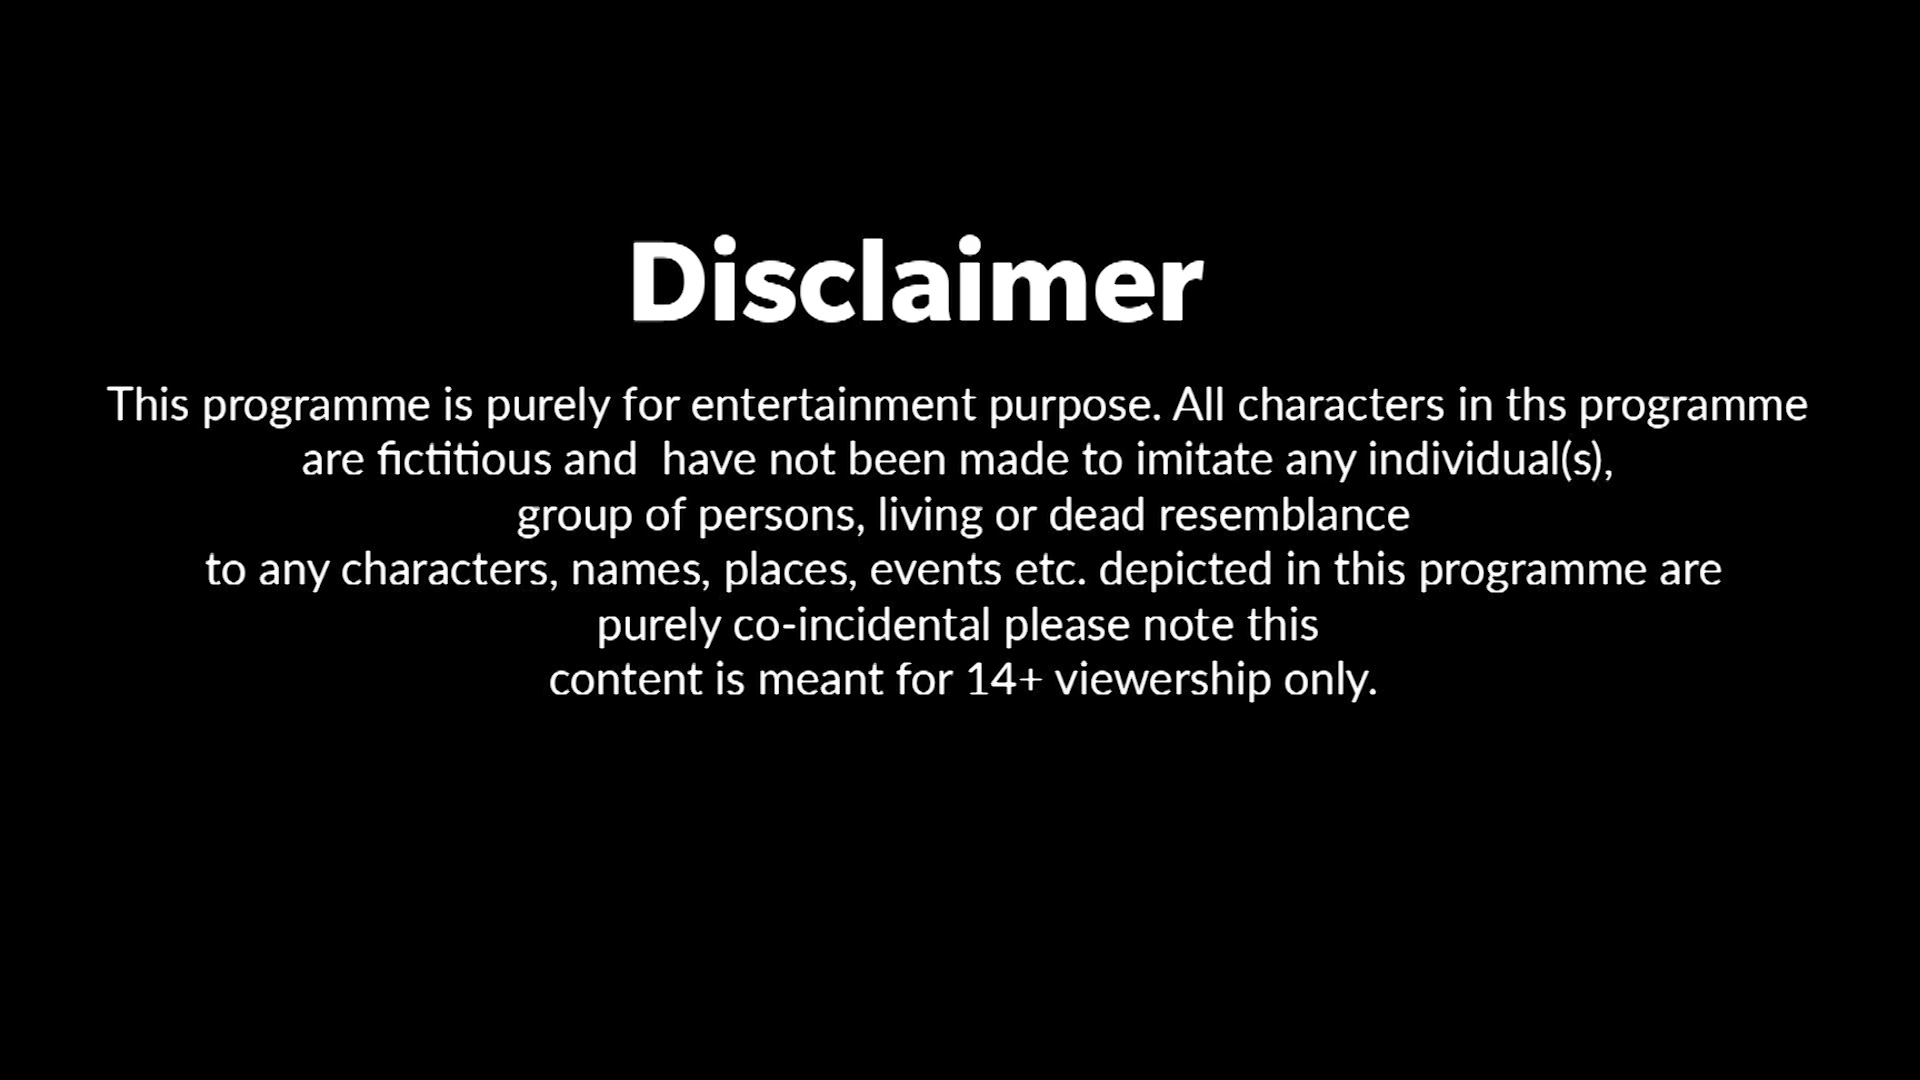 Disclaimer
This programme is purely for entertainment purpose. All characters in ths programme
are fictitious and  have not been made to imitate any individual(s),
group of persons, living or dead resemblance
to any characters, names, places, events etc. depicted in this programme are
purely co-incidental please note this
content is meant for 14+ viewership only.